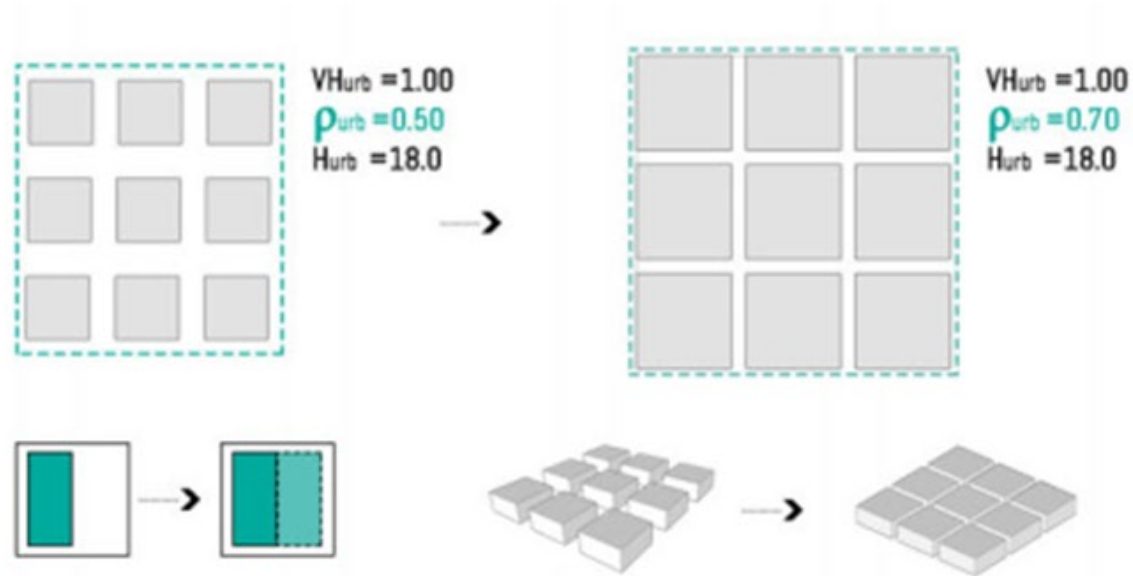 VHurb =1.00
ρurb =0.50
Hurb =18.0
VHurb =1.00
ρurb =0.70
Hurb =18.0